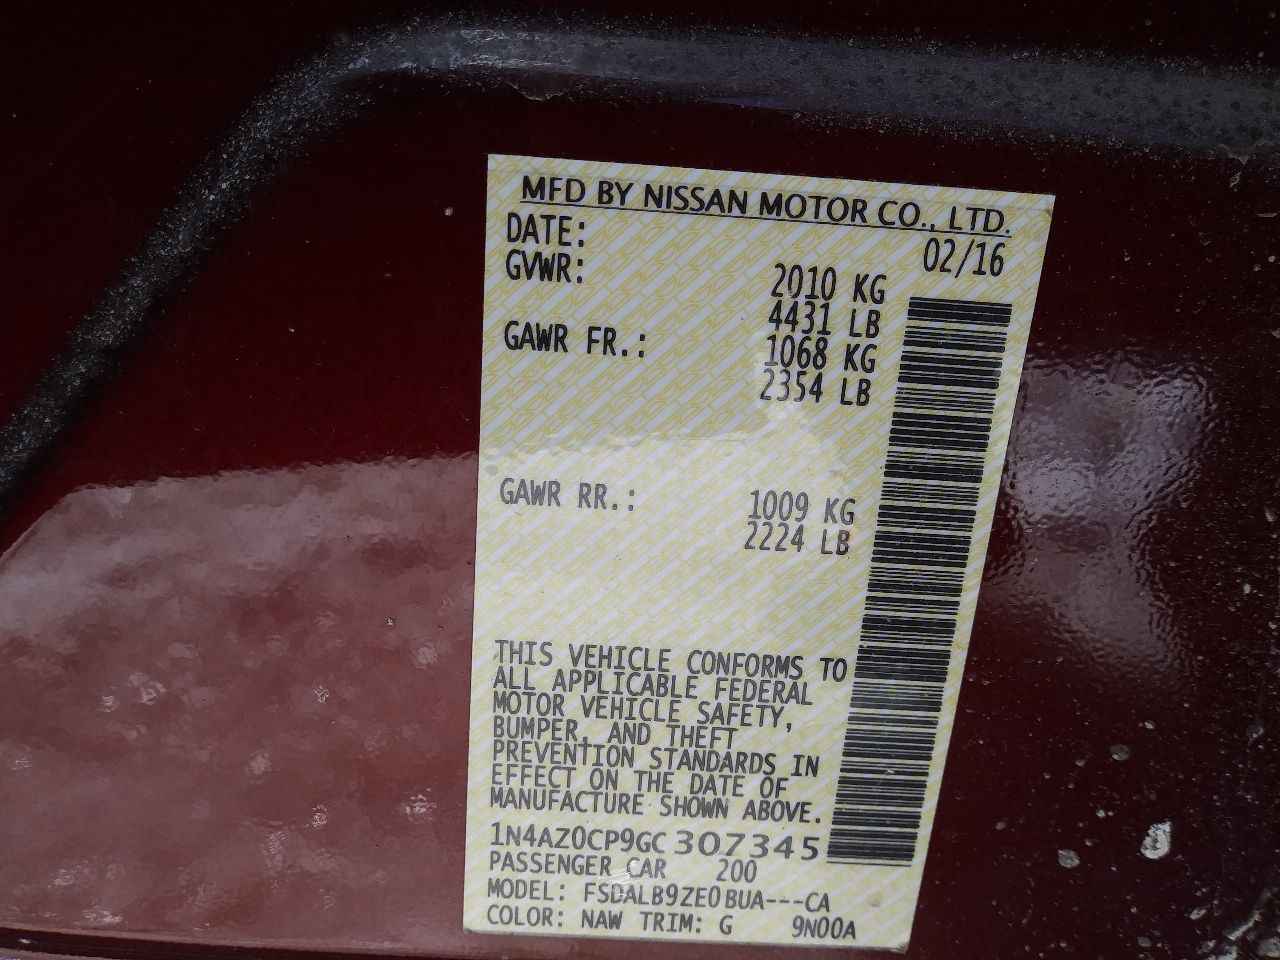 MFD BY NISSAN MOTOR CO., LTD.
DATE: 02/16
GVWR: 2010 KG
4431 LB
GAWR FR.: 1068 KG
2354 LB
GAWR RR.: 1009 KG
2224 LB
THIS VEHICLE CONFORMS TO
ALL APPLICABLE FEDERAL
MOTOR VEHICLE SAFETY,
BUMPER, AND THEFT
PREVENTION STANDARDS IN
EFFECT ON THE DATE OF
MANUFACTURE SHOWN ABOVE.
1N4AZ0CP9GC307345
PASSENGER CAR 200
MODEL: FSDALB9ZE0BUA---CA
COLOR: NAW TRIM: G 9N00A